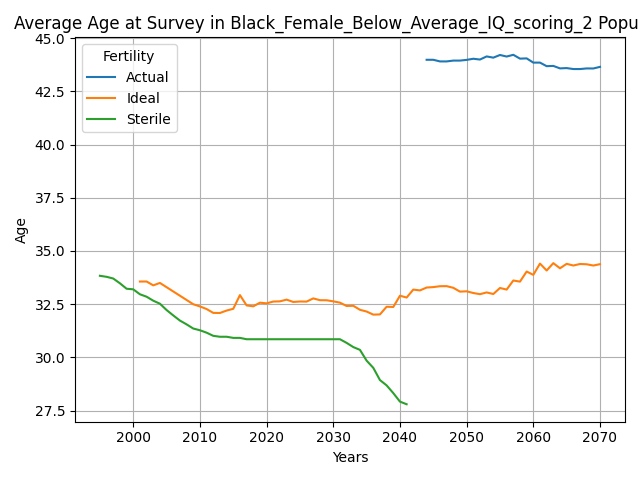 Average Age at Survey in Black_Female_Below_Average_IQ_scoring_2 Popu
45.0
42.5
40.0
37.5
35.0
32.5
30.0
27.5
Age
Fertility
Actual
Ideal
Sterile
2000 2010 2020 2030 2040 2050 2060 2070
Years